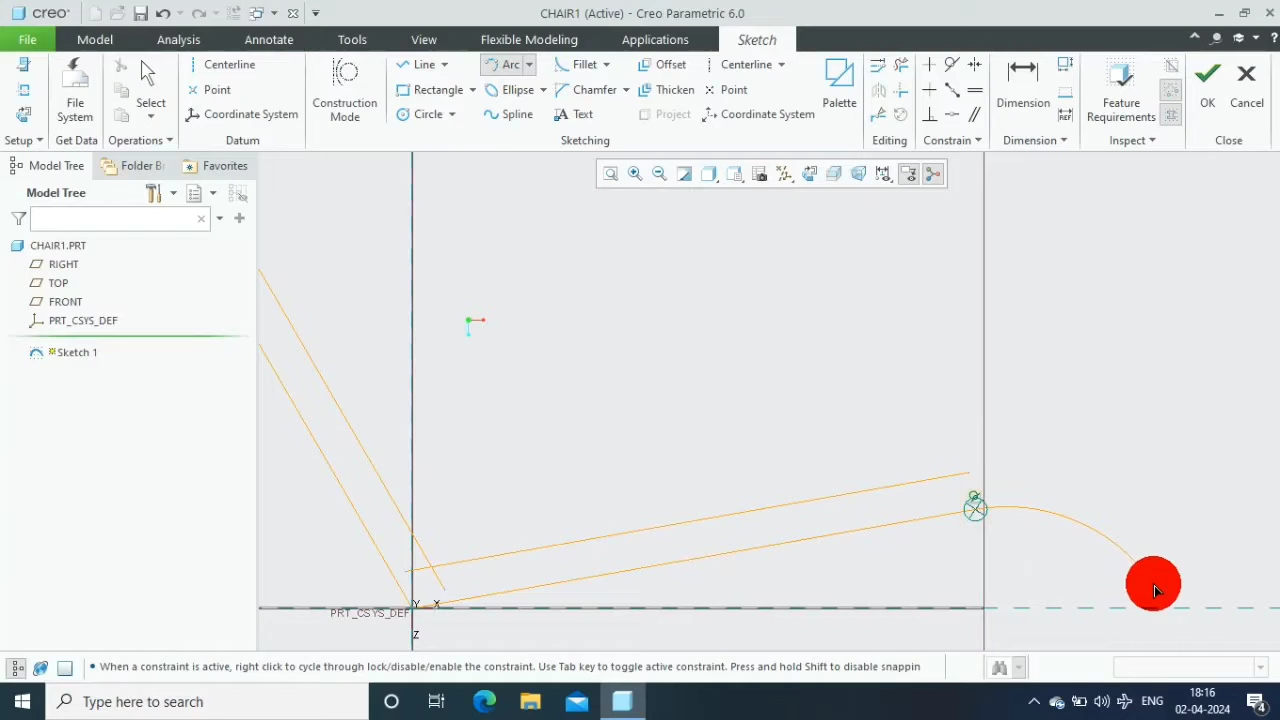 creo CHAIR1 (Active) - Creo Parametric 6.0
File Model Analysis Annotate Tools View Flexible Modeling Applications Sketch
Centerline Line Arc Fillet Offset Centerline
Point Rectangle Ellipse Chamfer Thicken Point
Coordinate System Circle Spline Text Project Coordinate System
File System Select Construction Mode Palette Dimension Feature Requirements OK Cancel
Setup Get Data Operations Datum Sketching Editing Constrain Dimension Inspect Close
Model Tree Folder Br Favorites
Model Tree
CHAIR1.PRT
RIGHT
TOP
FRONT
PRT_CSYS_DEF
Sketch 1
Y X
PRT_CSYS_DEF
Z
• When a constraint is active, right click to cycle through lock/disable/enable the constraint. Use Tab key to toggle active constraint. Press and hold Shift to disable snappin
Type here to search
ENG
18:16
02-04-2024
4